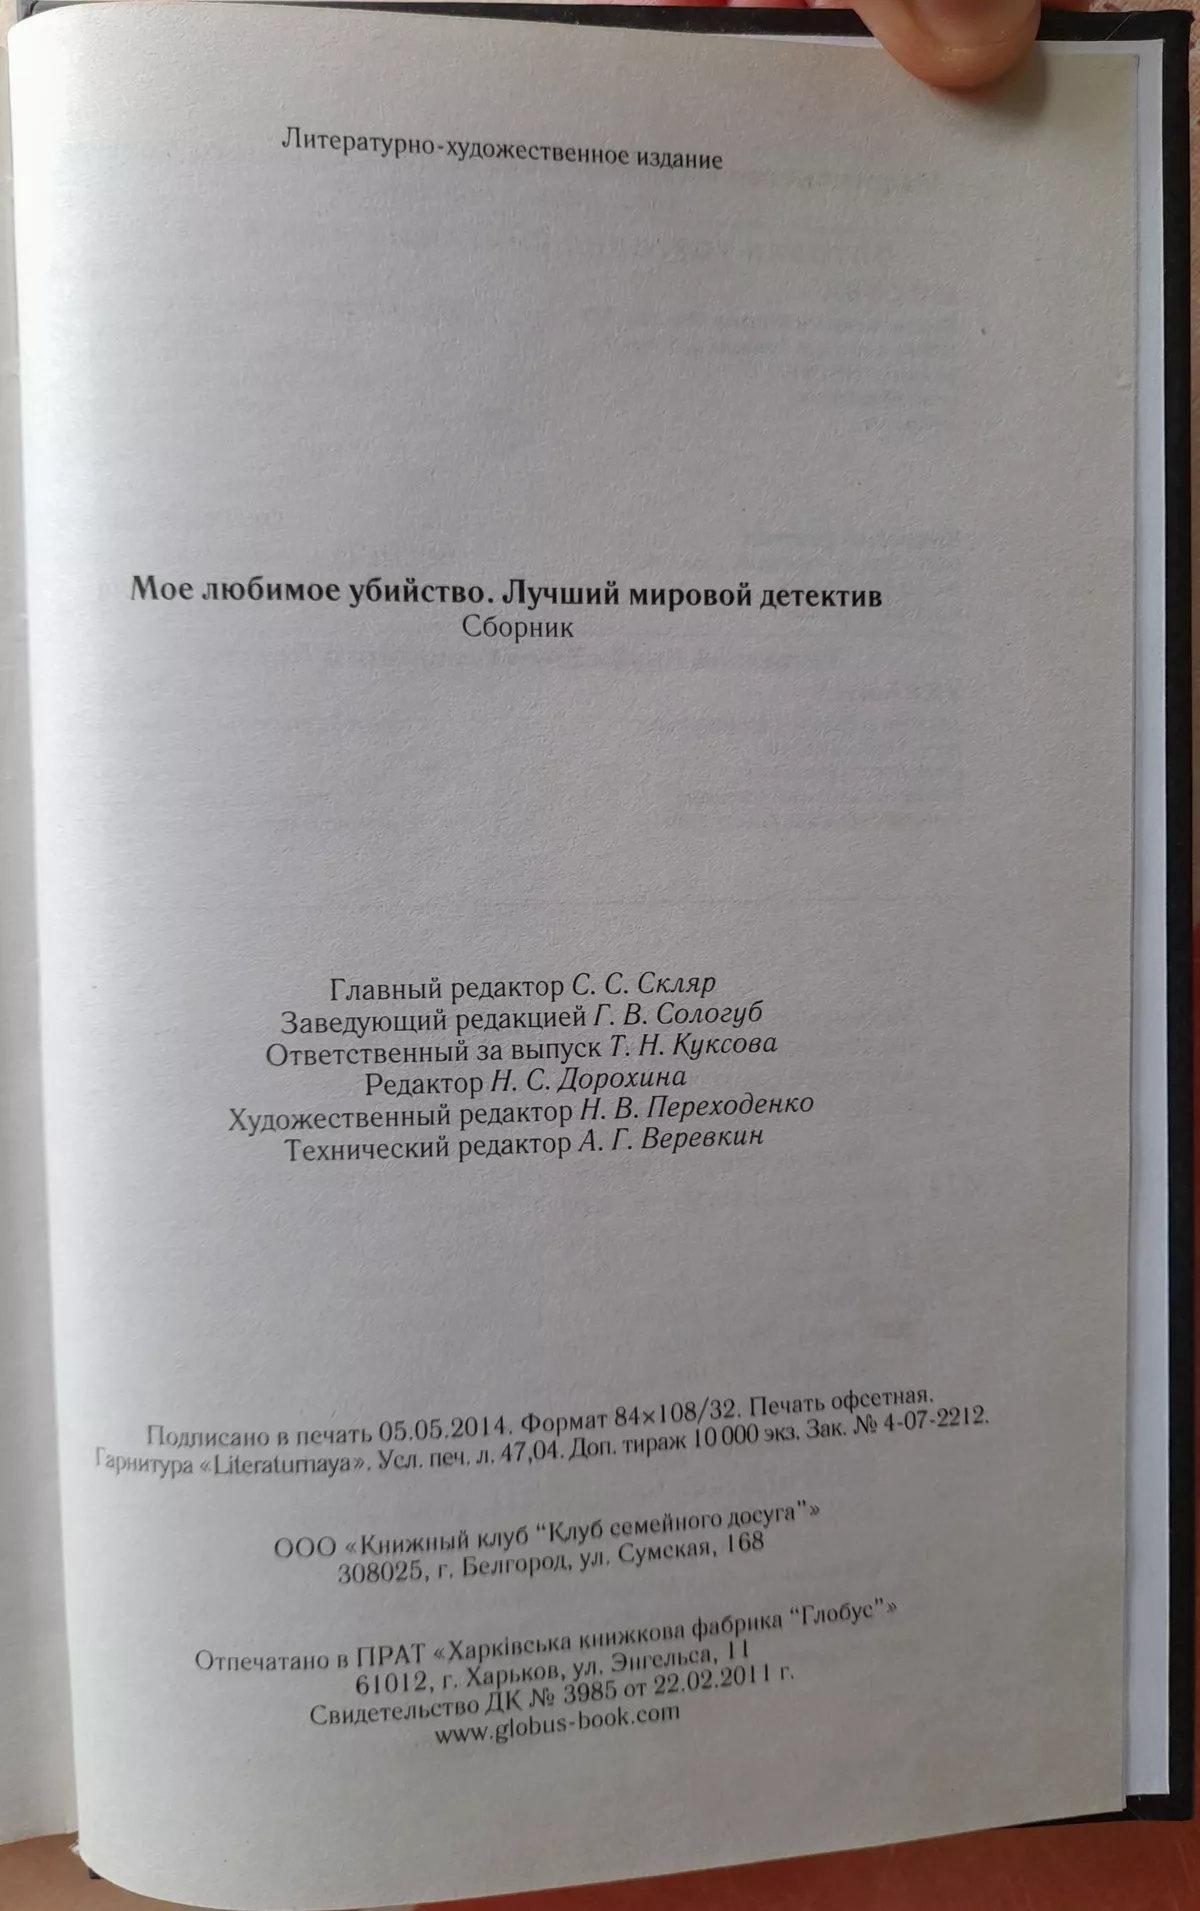 Литературно-художественное издание
Мое любимое убийство. Лучший мировой детектив
Сборник
Главный редактор С. С. Скляр
Заведующий редакцией Г. В. Сологуб
Ответственный за выпуск Т. Н. Куксова
Редактор Н. С. Дорохина
Художественный редактор Н. В. Переходенко
Технический редактор А. Г. Веревкин
Подписано в печать 05.05.2014. Формат 84×108/32. Печать офсетная.
Гарнитура «Literaturnaya». Усл. печ. л. 47,04. Доп. тираж 10 000 экз. Зак. № 4-07-2212.
ООО «Книжный клуб “Клуб семейного досуга”»
308025, г. Белгород, ул. Сумская, 168
Отпечатано в ПРАТ «Харківська книжкова фабрика “Глобус”»
61012, г. Харьков, ул. Энгельса, 11
Свидетельство ДК № 3985 от 22.02.2011 г.
www.globus-book.com